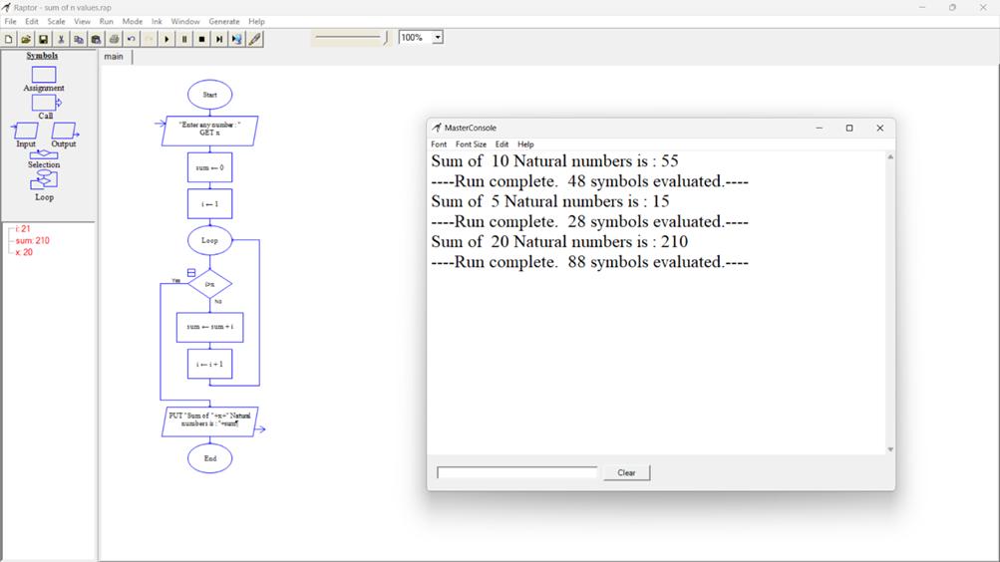 Raptor - sum of n values.rap
File Edit Scale View Run Mode Ink Window Generate Help
100%
Symbols
Assignment
Call
Input Output
Selection
Loop
i: 21
sum: 210
x: 20
main
Start
"Enter any number : "
GET x
sum ← 0
i ← 1
Loop
i>x
Yes
No
sum ← sum + i
i ← i + 1
PUT "Sum of "+x+" Natural
numbers is : "+sum¶
End
MasterConsole
Font Font Size Edit Help
Sum of  10 Natural numbers is : 55
----Run complete.  48 symbols evaluated.----
Sum of  5 Natural numbers is : 15
----Run complete.  28 symbols evaluated.----
Sum of  20 Natural numbers is : 210
----Run complete.  88 symbols evaluated.----
Clear